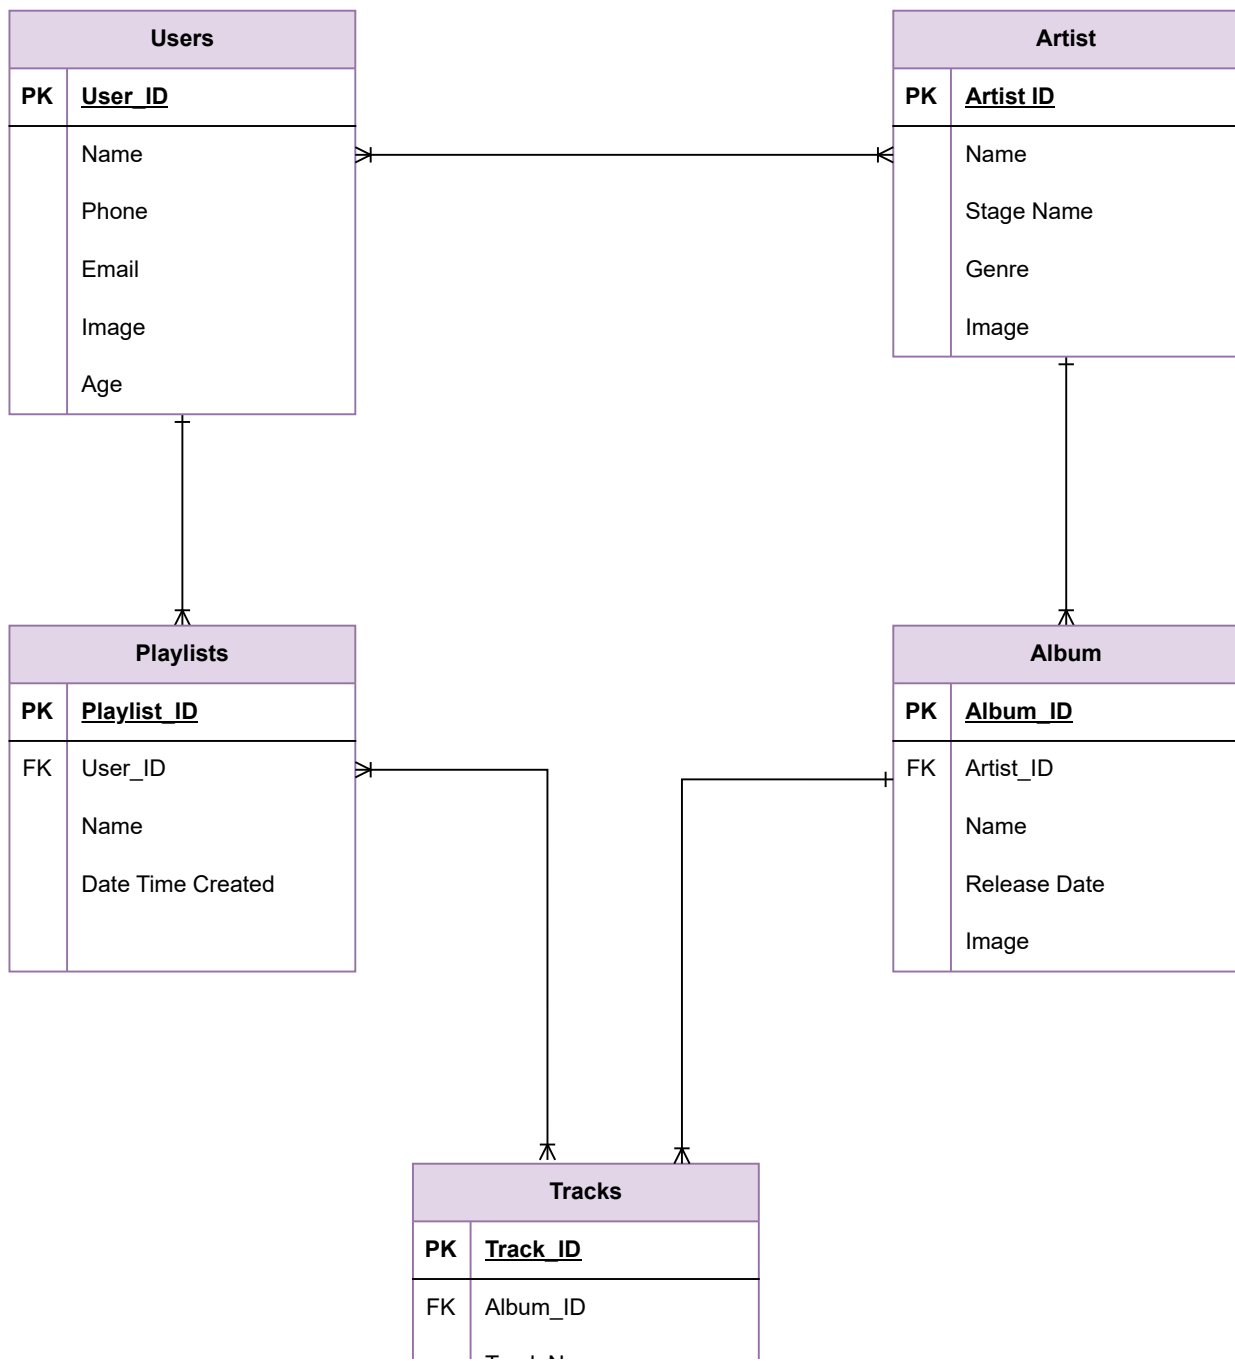 Users
PK User_ID
Name
Phone
Email
Image
Age
Artist
PK Artist ID
Name
Stage Name
Genre
Image
Playlists
PK Playlist_ID
FK User_ID
Name
Date Time Created
Album
PK Album_ID
FK Artist_ID
Name
Release Date
Image
Tracks
PK Track_ID
FK Album_ID